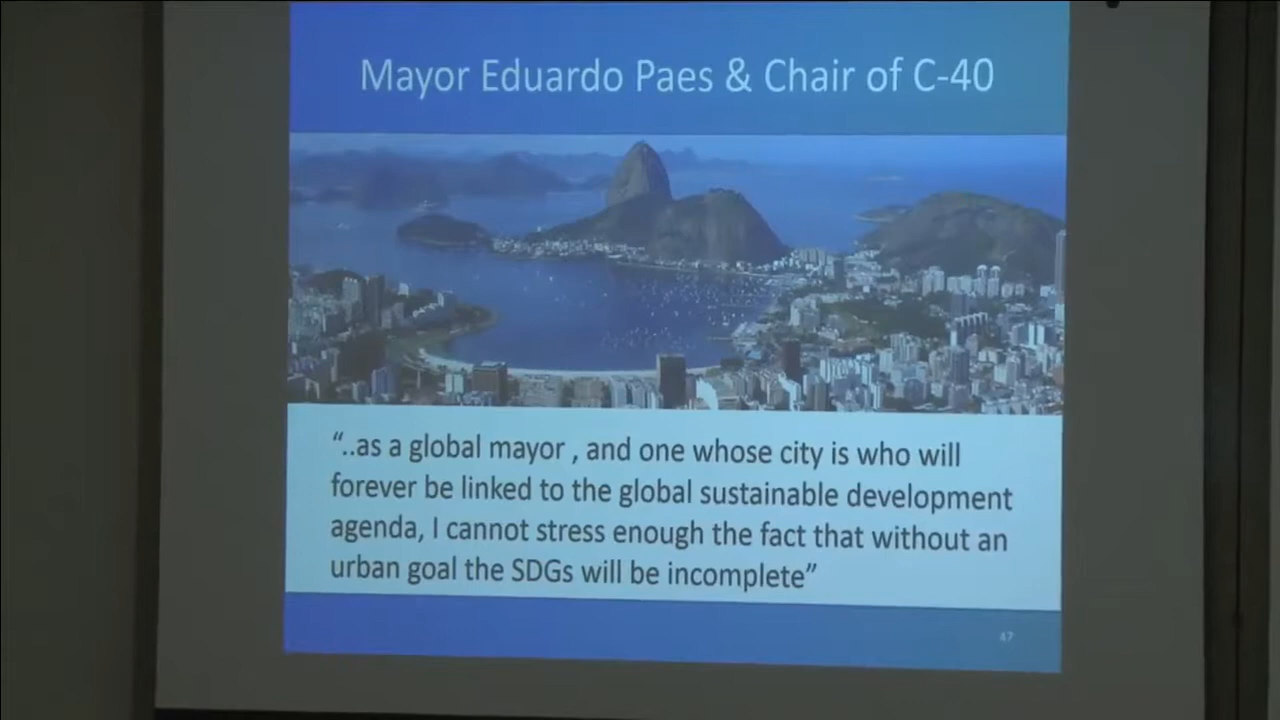 Mayor Eduardo Paes & Chair of C-40
“..as a global mayor , and one whose city is who will
forever be linked to the global sustainable development
agenda, I cannot stress enough the fact that without an
urban goal the SDGs will be incomplete”
47